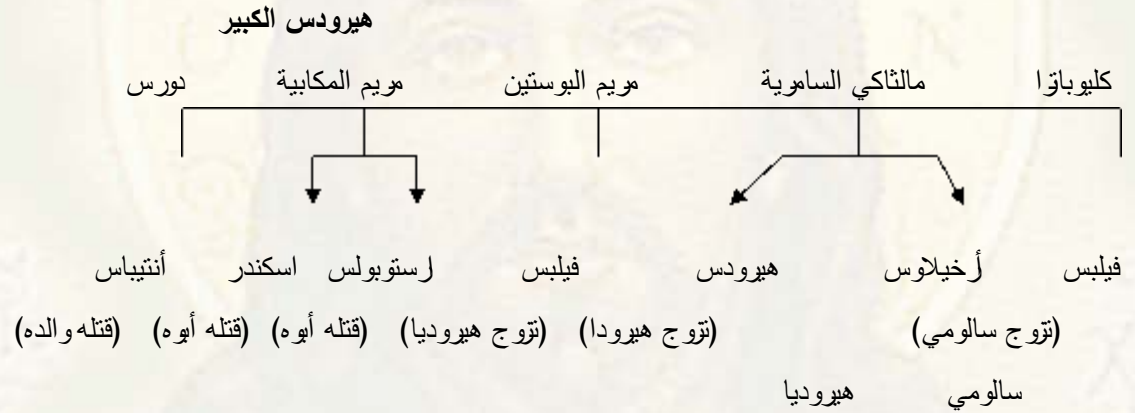 هيرودس الكبير
كليوباترا مالثاكي السامرية مريم البوستين مريم المكابية دورس
فيلبس أرخيلاوس هيرودس فيلبس ارستوبولس اسكندر أنتيباس
(تزوج سالومي) (تزوج هيرودا) (تزوج هيروديا) (قتله أبوه) (قتله أبوه) (قتله والده)
سالومي هيروديا